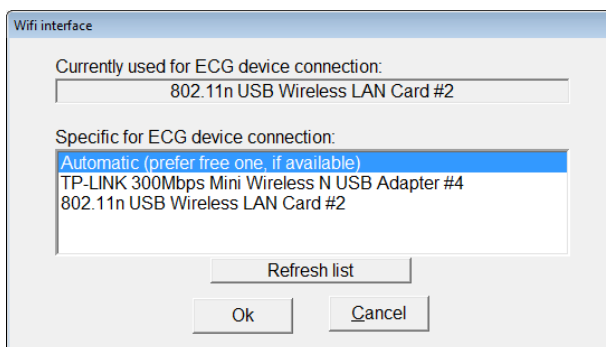 Wifi interface
Currently used for ECG device connection:
802.11n USB Wireless LAN Card #2
Specific for ECG device connection:
Automatic (prefer free one, if available)
TP-LINK 300Mbps Mini Wireless N USB Adapter #4
802.11n USB Wireless LAN Card #2
Refresh list
Ok
Cancel